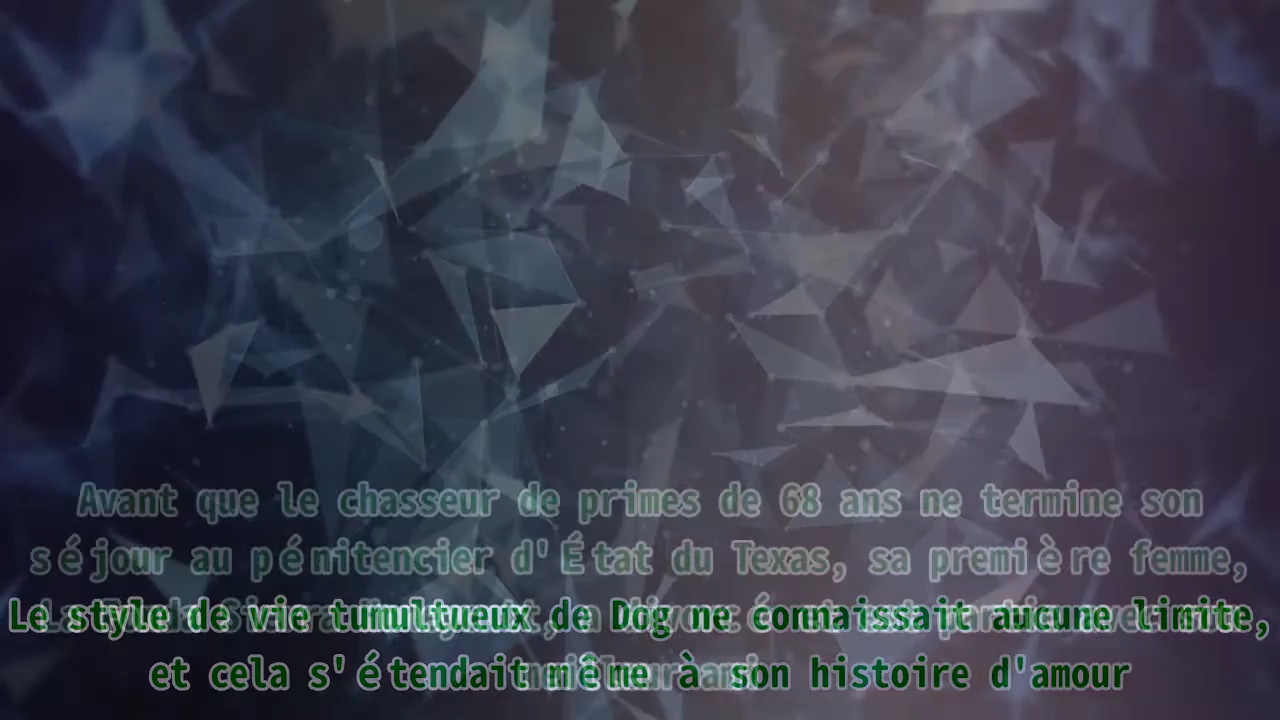 Avant que le chasseur de primes de 68 ans ne termine son
séjour au pénitencier d'État du Texas, sa première femme,
Le style de vie tumultueux de Dog ne connaissait aucune limite,
et cela s'étendait même à son histoire d'amour